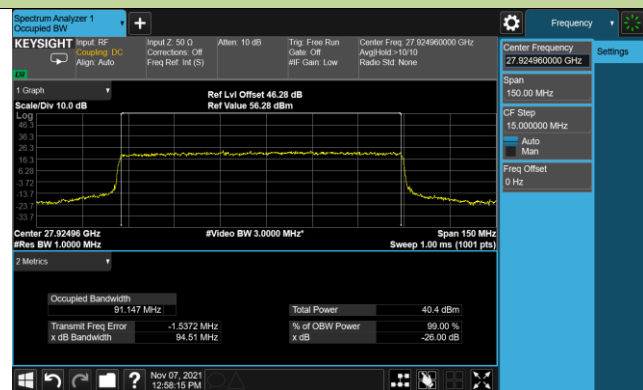 Spectrum Analyzer 1
Occupied BW
Frequency
KEYSIGHT
Input: RF
Coupling: DC
Align: Auto
Input Z: 50 Ω
Corrections: Off
Freq Ref: Int (S)
Atten: 10 dB
Trig: Free Run
Gate: Off
#IF Gain: Low
Center Freq: 27.924960000 GHz
Avg|Hold:>10/10
Radio Std: None
Center Frequency
27.924960000 GHz
Settings
Span
150.00 MHz
CF Step
15.000000 MHz
Auto
Man
Freq Offset
0 Hz
1 Graph
Scale/Div 10.0 dB
Ref Lvl Offset 46.28 dB
Ref Value 56.28 dBm
Log
46.3
36.3
26.3
16.3
6.28
-3.72
-13.7
-23.7
-33.7
Center 27.92496 GHz
#Res BW 1.0000 MHz
#Video BW 3.0000 MHz*
Span 150 MHz
Sweep 1.00 ms (1001 pts)
2 Metrics
Occupied Bandwidth
91.147 MHz
Total Power 40.4 dBm
Transmit Freq Error -1.5372 MHz
% of OBW Power 99.00 %
x dB Bandwidth 94.51 MHz
x dB -26.00 dB
?
Nov 07, 2021
12:58:15 PM